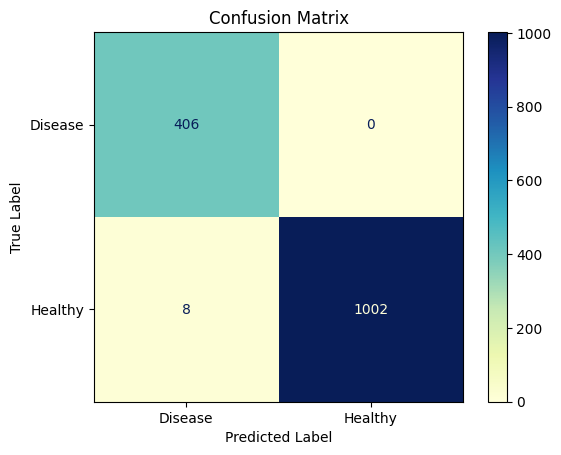 Confusion Matrix
True Label
Disease
406
0
Healthy
8
1002
Disease
Healthy
Predicted Label
1000
800
600
400
200
0